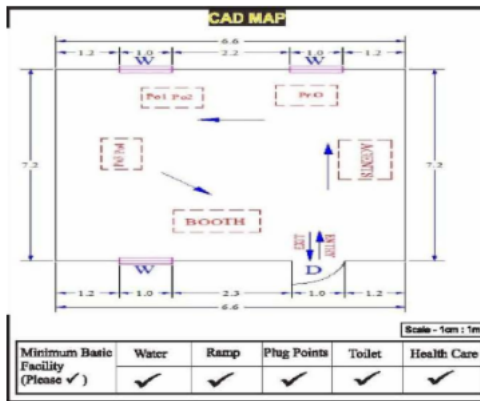 CAD MAP
6.6
1.2 1.0 2.2 1.0 1.2
W W
Po1 Po2 PrO
7.2 7.2
AGENTS
BOOTH
EXIT ENTRY
W D
1.2 1.0 2.3 1.0 1.2
6.6
Scale - 1cm : 1m
Minimum Basic Facility (Please ✓) Water Ramp Plug Points Toilet Health Care
✓ ✓ ✓ ✓ ✓